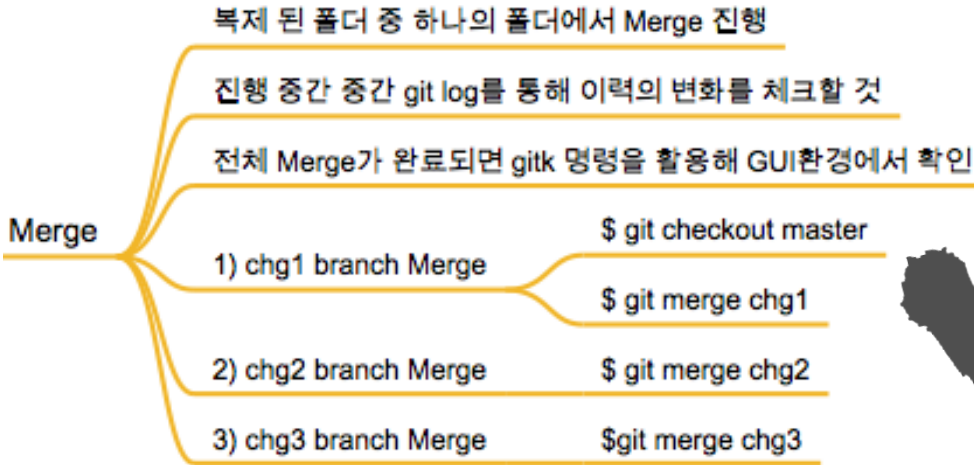 복제 된 폴더 중 하나의 폴더에서 Merge 진행
진행 중간 중간 git log를 통해 이력의 변화를 체크할 것
전체 Merge가 완료되면 gitk 명령을 활용해 GUI환경에서 확인
Merge
1) chg1 branch Merge
$ git checkout master
$ git merge chg1
2) chg2 branch Merge
$ git merge chg2
3) chg3 branch Merge
$git merge chg3